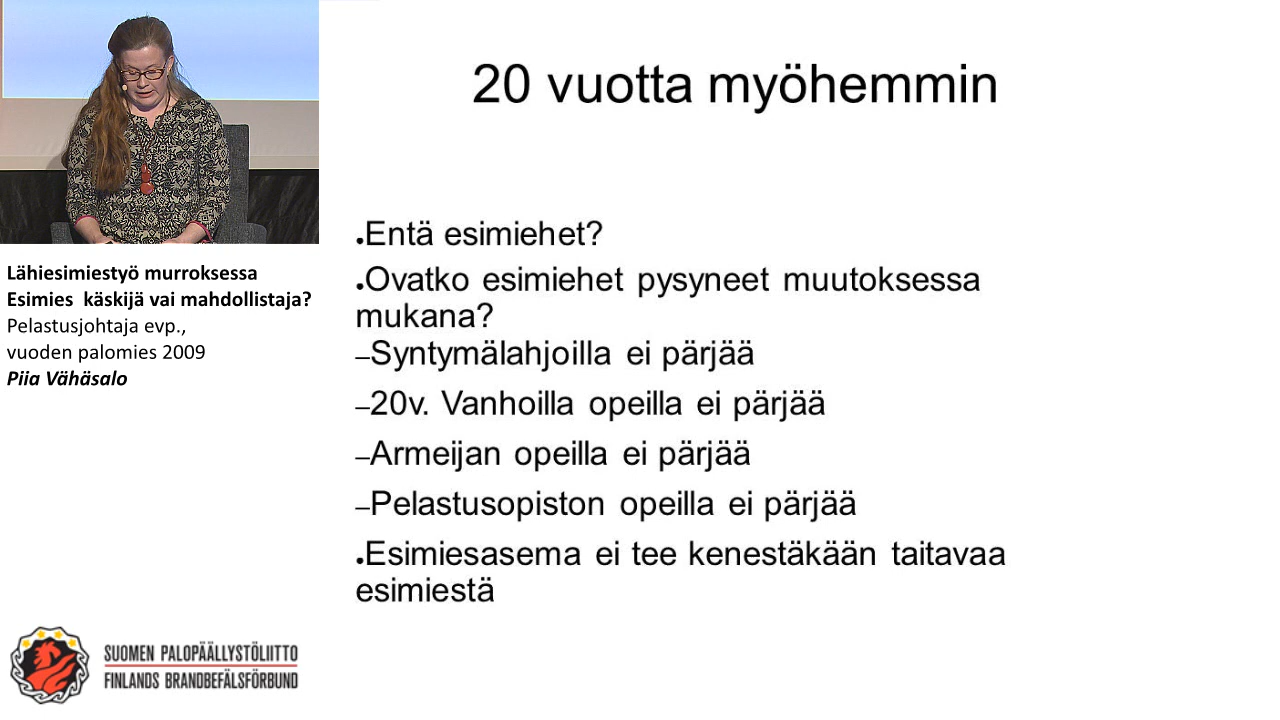 20 vuotta myöhemmin
●Entä esimiehet?
●Ovatko esimiehet pysyneet muutoksessa
mukana?
–Syntymälahjoilla ei pärjää
–20v. Vanhoilla opeilla ei pärjää
–Armeijan opeilla ei pärjää
–Pelastusopiston opeilla ei pärjää
●Esimiesasema ei tee kenestäkään taitavaa
esimiestä
Lähiesimiestyö murroksessa
Esimies käskijä vai mahdollistaja?
Pelastusjohtaja evp.,
vuoden palomies 2009
Piia Vähäsalo
SUOMEN PALOPÄÄLLYSTÖLIITTO
FINLANDS BRANDBEFÄLSFÖRBUND